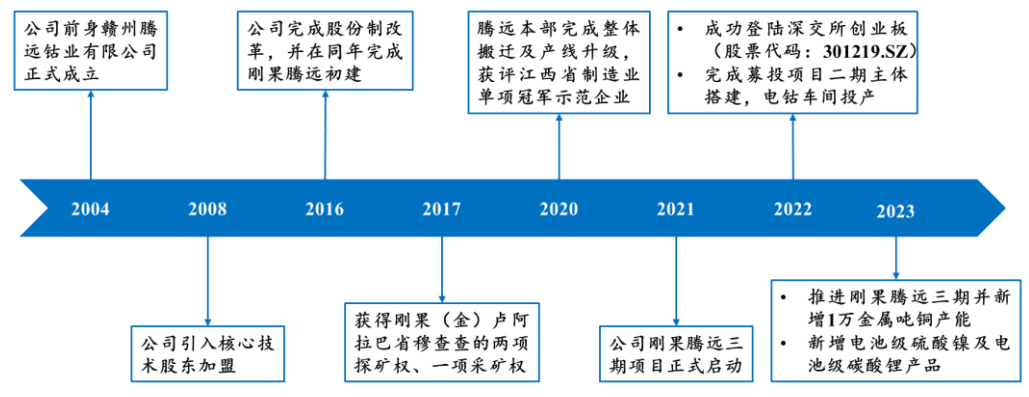 公司前身赣州腾
远钴业有限公司
正式成立
公司完成股份制改
革，并在同年完成
刚果腾远初建
腾远本部完成整体
搬迁及产线升级，
获评江西省制造业
单项冠军示范企业
• 成功登陆深交所创业板
（股票代码：301219.SZ）
• 完成募投项目二期主体
搭建，电钴车间投产
2004 2008 2016 2017 2020 2021 2022 2023
公司引入核心技
术股东加盟
获得刚果（金）卢阿
拉巴省穆查查的两项
探矿权、一项采矿权
公司刚果腾远三
期项目正式启动
• 推进刚果腾远三期并新
增1万金属吨铜产能
• 新增电池级硫酸镍及电
池级碳酸锂产品